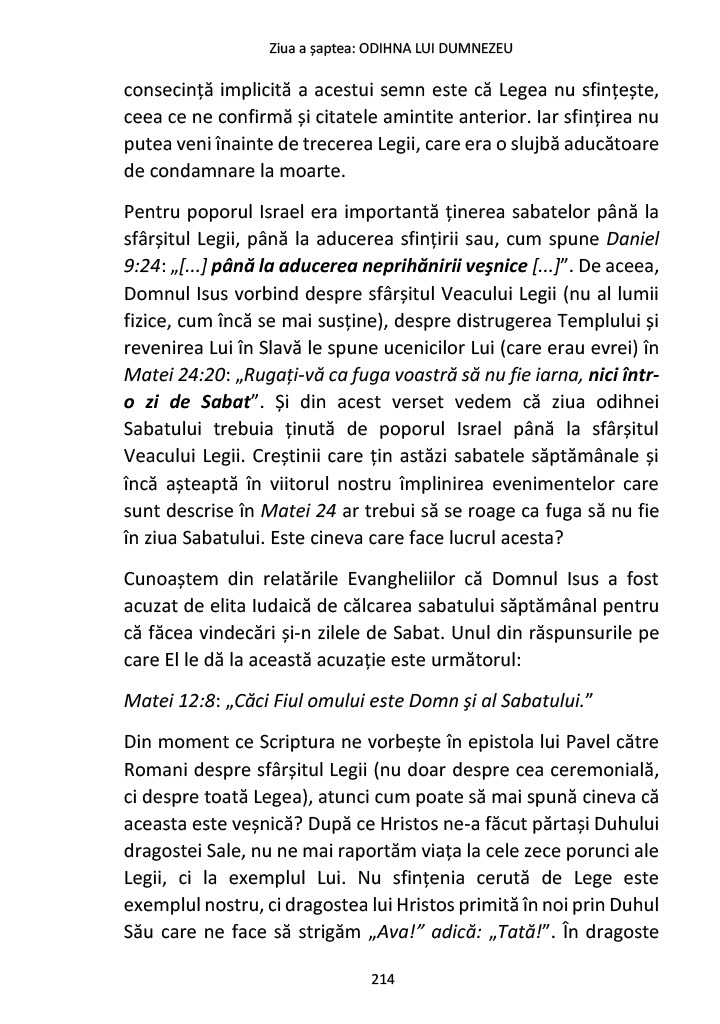 Ziua a șaptea: ODIHNA LUI DUMNEZEU
consecință implicită a acestui semn este că Legea nu sfințește,
ceea ce ne confirmă și citatele amintite anterior. Iar sfințirea nu
putea veni înainte de trecerea Legii, care era o slujbă aducătoare
de condamnare la moarte.
Pentru poporul Israel era importantă ținerea sabatelor până la
sfârșitul Legii, până la aducerea sfințirii sau, cum spune Daniel
9:24: „[...] până la aducerea neprihănirii veşnice [...]”. De aceea,
Domnul Isus vorbind despre sfârșitul Veacului Legii (nu al lumii
fizice, cum încă se mai susține), despre distrugerea Templului și
revenirea Lui în Slavă le spune ucenicilor Lui (care erau evrei) în
Matei 24:20: „Rugați-vă ca fuga voastră să nu fie iarna, nici într-
o zi de Sabat”. Și din acest verset vedem că ziua odihnei
Sabatului trebuia ținută de poporul Israel până la sfârșitul
Veacului Legii. Creștinii care țin astăzi sabatele săptămânale și
încă așteaptă în viitorul nostru împlinirea evenimentelor care
sunt descrise în Matei 24 ar trebui să se roage ca fuga să nu fie
în ziua Sabatului. Este cineva care face lucrul acesta?
Cunoaștem din relatările Evangheliilor că Domnul Isus a fost
acuzat de elita Iudaică de călcarea sabatului săptămânal pentru
că făcea vindecări și-n zilele de Sabat. Unul din răspunsurile pe
care El le dă la această acuzație este următorul:
Matei 12:8: „Căci Fiul omului este Domn şi al Sabatului.”
Din moment ce Scriptura ne vorbește în epistola lui Pavel către
Romani despre sfârșitul Legii (nu doar despre cea ceremonială,
ci despre toată Legea), atunci cum poate să mai spună cineva că
aceasta este veșnică? După ce Hristos ne-a făcut părtași Duhului
dragostei Sale, nu ne mai raportăm viața la cele zece porunci ale
Legii, ci la exemplul Lui. Nu sfințenia cerută de Lege este
exemplul nostru, ci dragostea lui Hristos primită în noi prin Duhul
Său care ne face să strigăm „Ava!” adică: „Tată!”. În dragoste
214